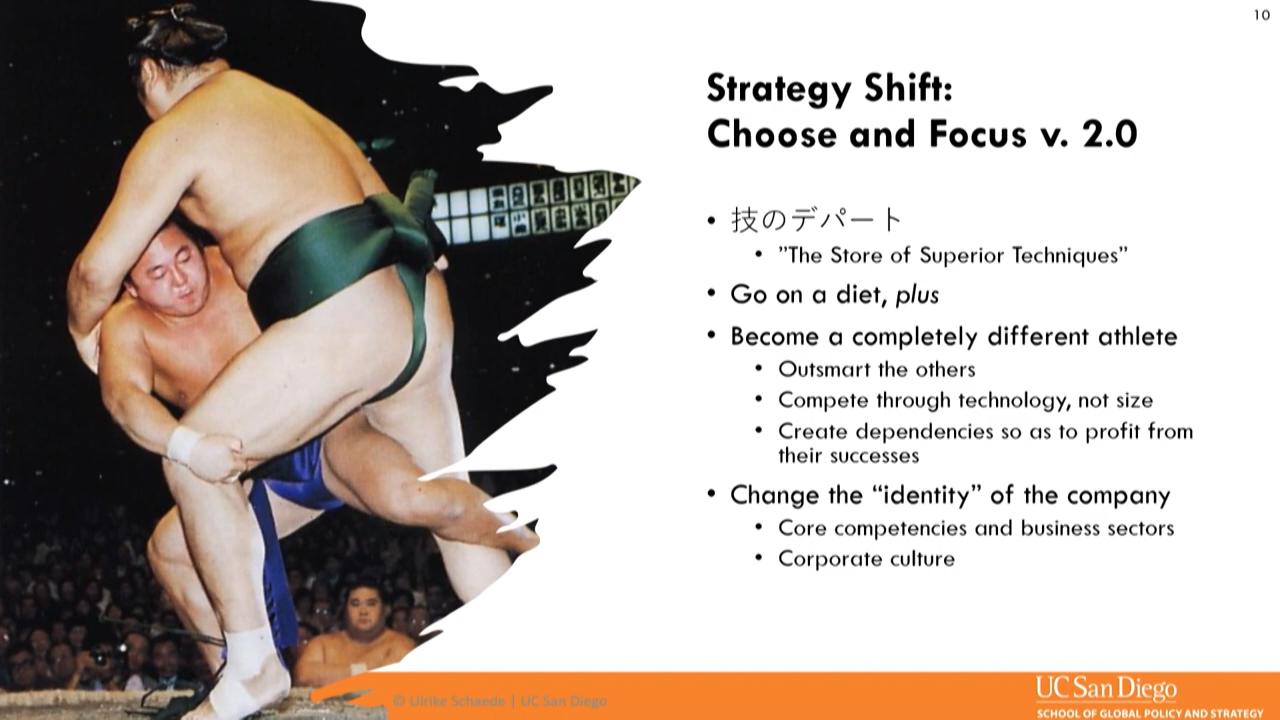 10
Strategy Shift:
Choose and Focus v. 2.0
• 技のデパート
• ”The Store of Superior Techniques”
• Go on a diet, plus
• Become a completely different athlete
• Outsmart the others
• Compete through technology, not size
• Create dependencies so as to profit from
their successes
• Change the “identity” of the company
• Core competencies and business sectors
• Corporate culture
© Ulrike Schaede | UC San Diego
UC San Diego
SCHOOL OF GLOBAL POLICY AND STRATEGY